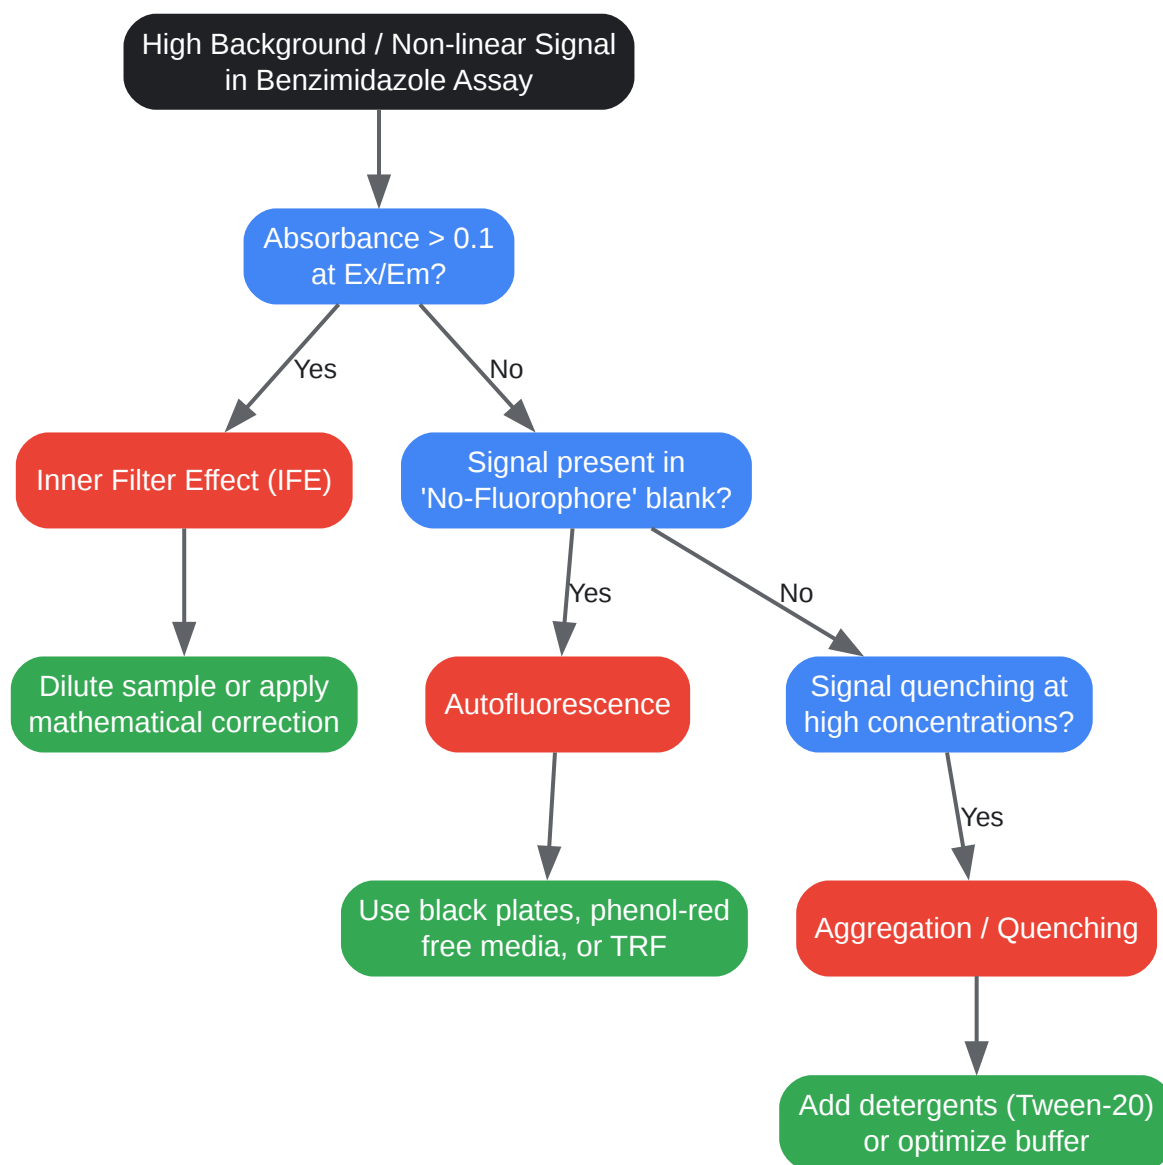 High Background / Non-linear Signal
in Benzimidazole Assay
Absorbance > 0.1
at Ex/Em?
Yes
No
Inner Filter Effect (IFE)
Signal present in
'No-Fluorophore' blank?
Yes
No
Dilute sample or apply
mathematical correction
Autofluorescence
Signal quenching at
high concentrations?
Yes
Use black plates, phenol-red
free media, or TRF
Aggregation / Quenching
Add detergents (Tween-20)
or optimize buffer